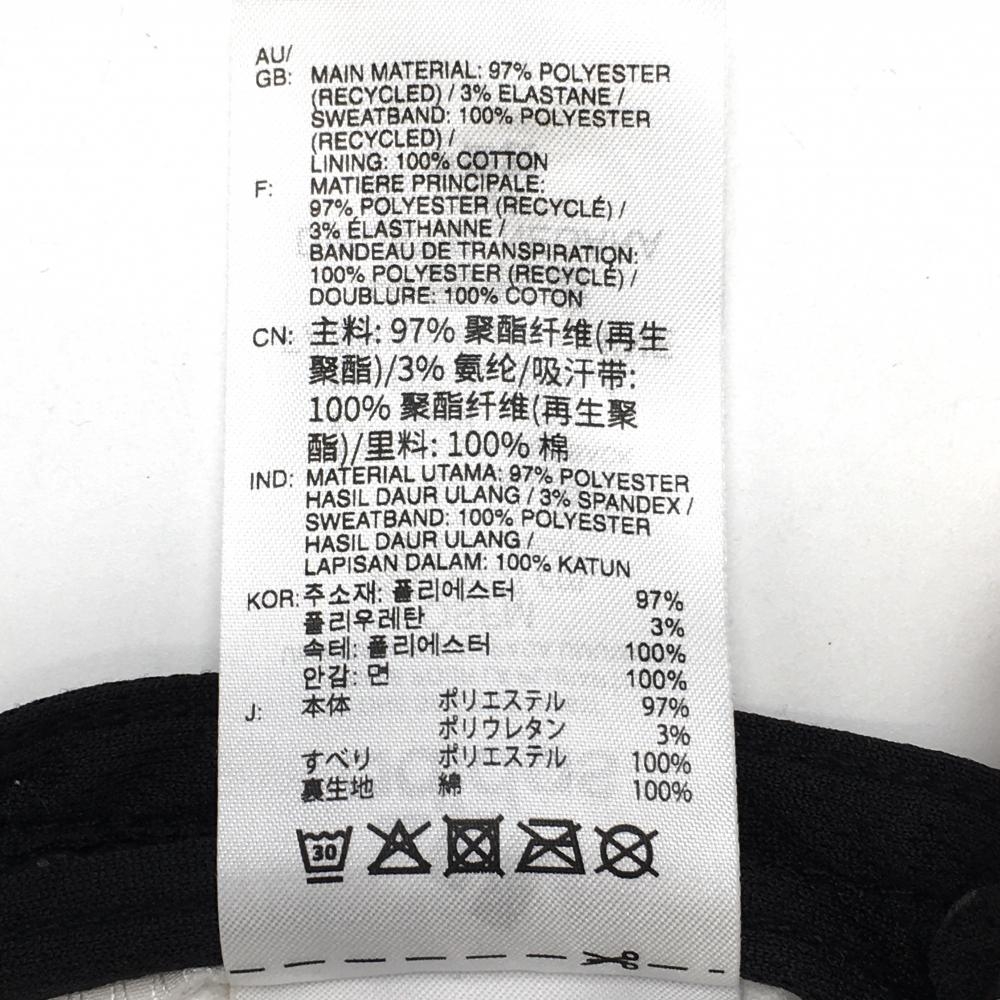 AU/
GB: MAIN MATERIAL: 97% POLYESTER
(RECYCLED) / 3% ELASTANE /
SWEATBAND: 100% POLYESTER
(RECYCLED) /
LINING: 100% COTTON
F: MATIERE PRINCIPALE:
97% POLYESTER (RECYCLÉ) /
3% ÉLASTHANNE /
BANDEAU DE TRANSPIRATION:
100% POLYESTER (RECYCLÉ) /
DOUBLURE: 100% COTON
CN: 主料: 97% 聚酯纤维(再生
聚酯)/3% 氨纶/吸汗带:
100% 聚酯纤维(再生聚
酯)/里料: 100% 棉
IND: MATERIAL UTAMA: 97% POLYESTER
HASIL DAUR ULANG / 3% SPANDEX /
SWEATBAND: 100% POLYESTER
HASIL DAUR ULANG /
LAPISAN DALAM: 100% KATUN
KOR: 주소재: 폴리에스터 97%
폴리우레탄 3%
속테: 폴리에스터 100%
안감: 면 100%
J: 本体 ポリエステル 97%
ポリウレタン 3%
すべり ポリエステル 100%
裏生地 綿 100%
30